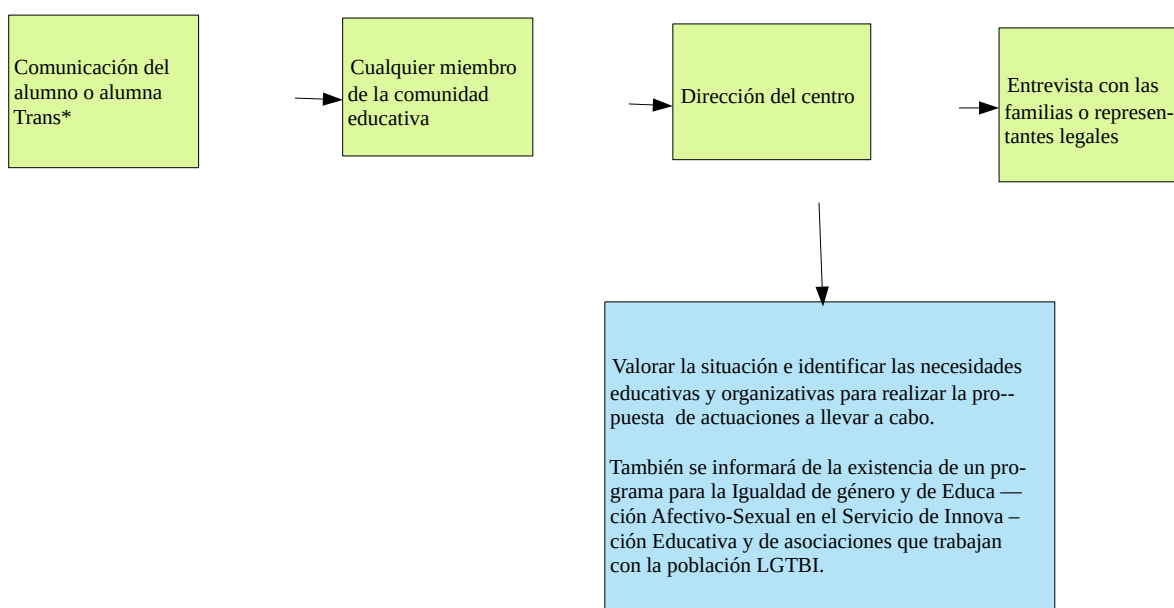 Comunicación del
alumno o alumna
Trans*
Cualquier miembro
de la comunidad
educativa
Dirección del centro
Entrevista con las
familias o represen-
tantes legales
Valorar la situación e identificar las necesidades
educativas y organizativas para realizar la pro--
puesta de actuaciones a llevar a cabo.
También se informará de la existencia de un pro-
grama para la Igualdad de género y de Educa —
ción Afectivo-Sexual en el Servicio de Innova –
ción Educativa y de asociaciones que trabajan
con la población LGTBI.